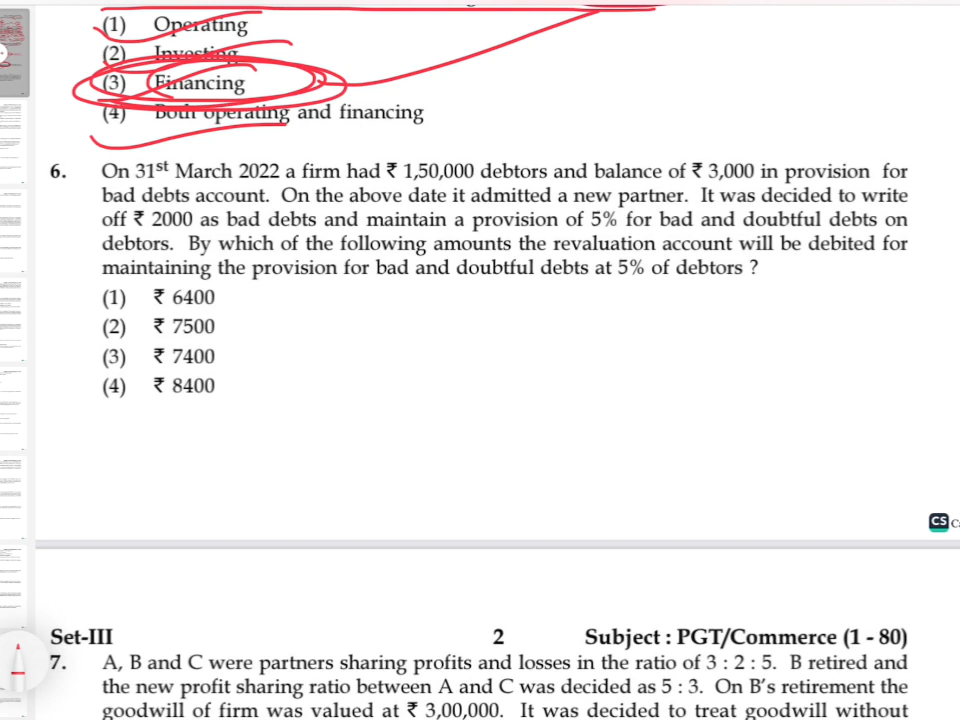 (1) Operating
(2) Investing
(3) Financing
(4) Both operating and financing
6. On 31st March 2022 a firm had ₹ 1,50,000 debtors and balance of ₹ 3,000 in provision for
bad debts account. On the above date it admitted a new partner. It was decided to write
off ₹ 2000 as bad debts and maintain a provision of 5% for bad and doubtful debts on
debtors. By which of the following amounts the revaluation account will be debited for
maintaining the provision for bad and doubtful debts at 5% of debtors ?
(1) ₹ 6400
(2) ₹ 7500
(3) ₹ 7400
(4) ₹ 8400
CS
Set-III 2 Subject : PGT/Commerce (1 - 80)
7. A, B and C were partners sharing profits and losses in the ratio of 3 : 2 : 5. B retired and
the new profit sharing ratio between A and C was decided as 5 : 3. On B's retirement the
goodwill of firm was valued at ₹ 3,00,000. It was decided to treat goodwill without